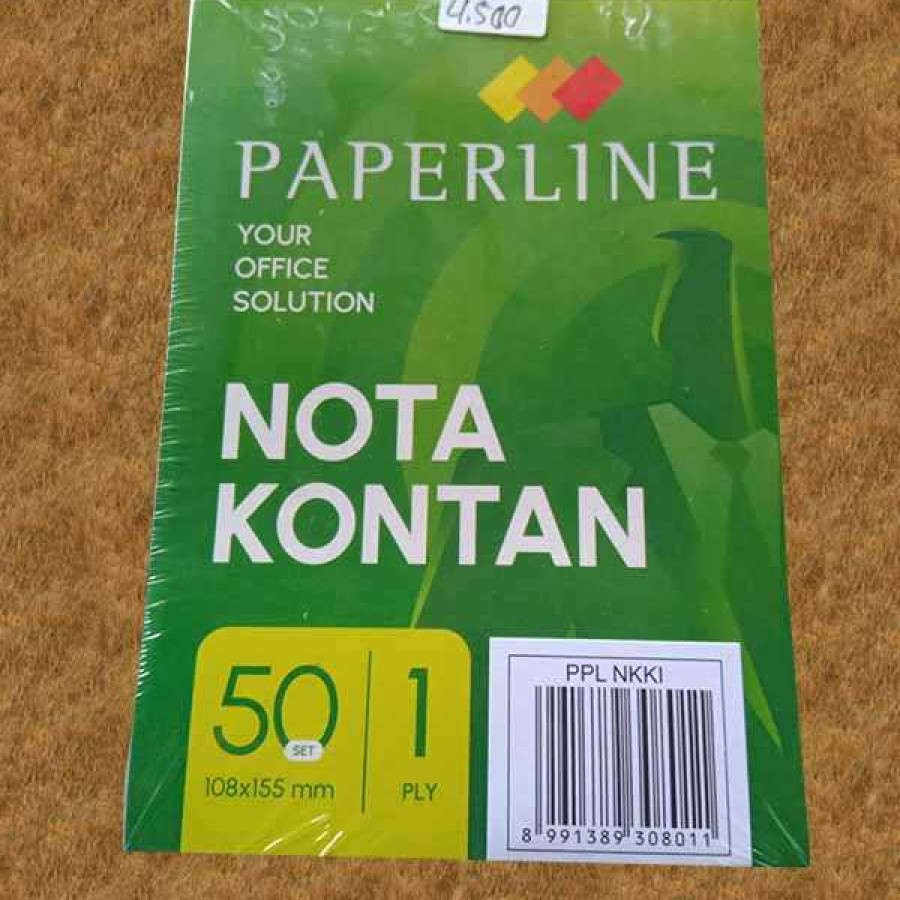 4.500
PAPERLINE
YOUR
OFFICE
SOLUTION
NOTA
KONTAN
50
SET
108x155 mm
1
PLY
PPL NKKI
8 991389 308011